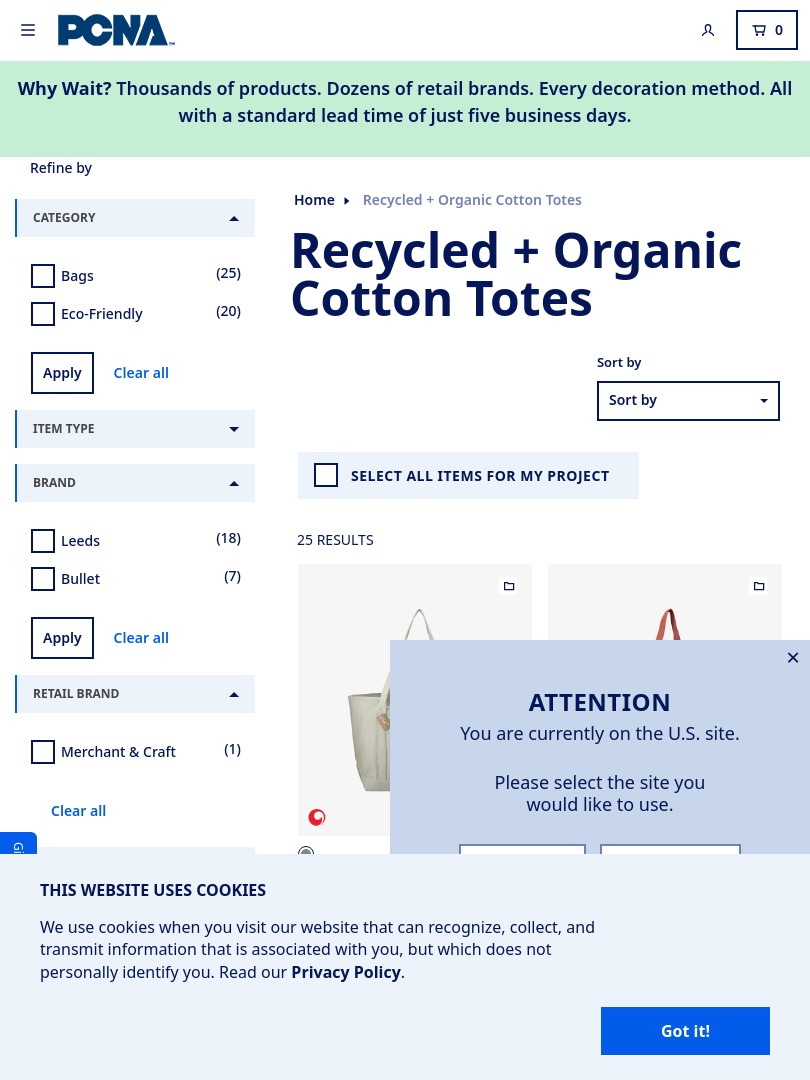 PCNA
0
Why Wait? Thousands of products. Dozens of retail brands. Every decoration method. All
with a standard lead time of just five business days.
Refine by
CATEGORY
Bags (25)
Eco-Friendly (20)
Apply Clear all
ITEM TYPE
BRAND
Leeds (18)
Bullet (7)
Apply Clear all
RETAIL BRAND
Merchant & Craft (1)
Clear all
Home Recycled + Organic Cotton Totes
Recycled + Organic
Cotton Totes
Sort by
Sort by
SELECT ALL ITEMS FOR MY PROJECT
25 RESULTS
ATTENTION
You are currently on the U.S. site.
Please select the site you
would like to use.
THIS WEBSITE USES COOKIES
We use cookies when you visit our website that can recognize, collect, and
transmit information that is associated with you, but which does not
personally identify you. Read our Privacy Policy.
Got it!